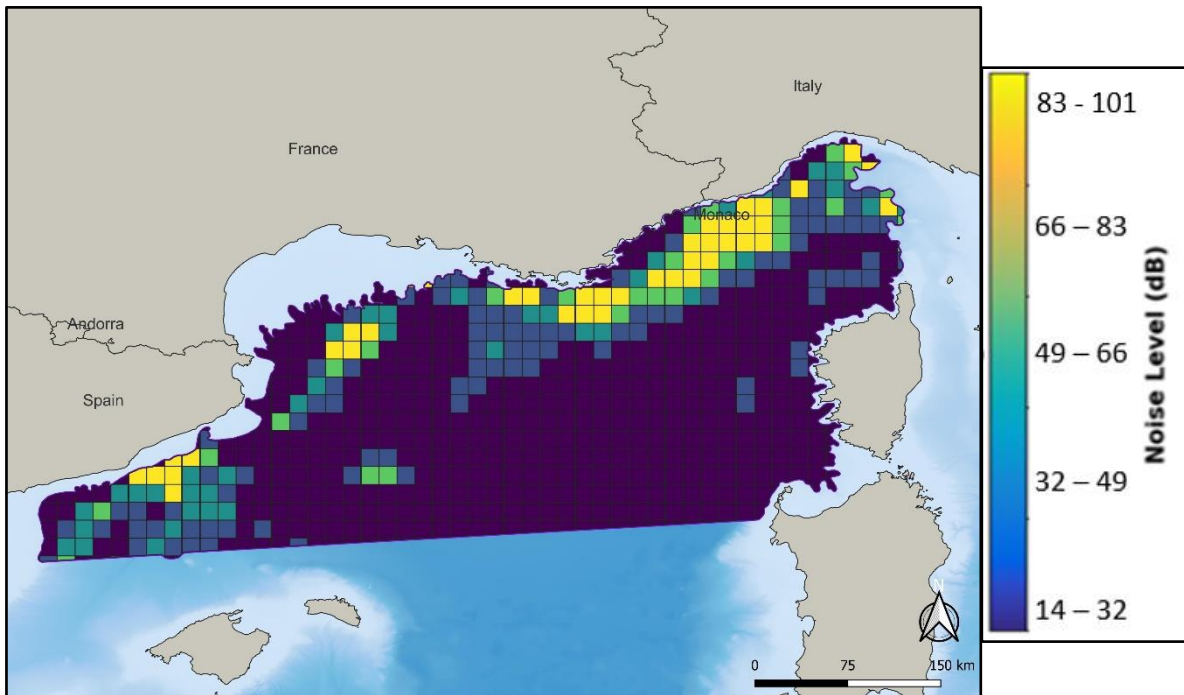 Italy
France
Monaco
Andorra
Spain
N
0 75 150 km
83 - 101
66 – 83
49 – 66
32 – 49
14 – 32
Noise Level (dB)